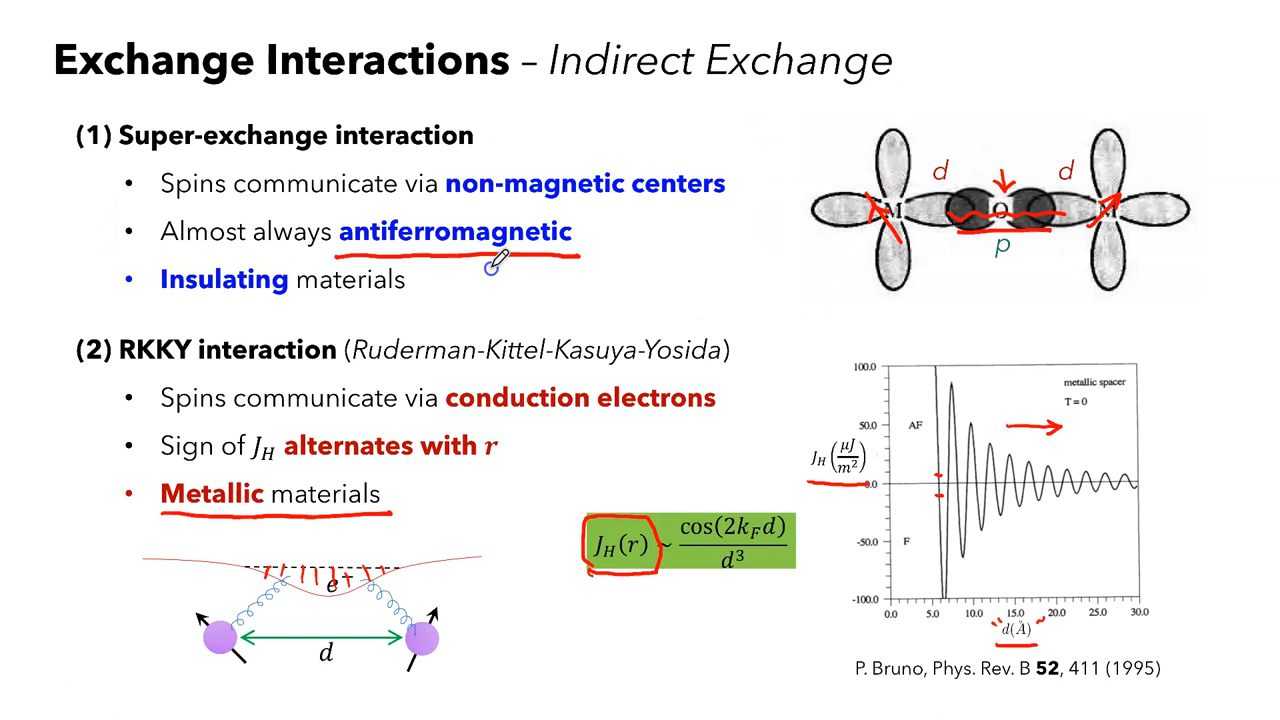 Exchange Interactions – Indirect Exchange
(1) Super-exchange interaction
• Spins communicate via non-magnetic centers
• Almost always antiferromagnetic
• Insulating materials
d d
M O M
p
(2) RKKY interaction (Ruderman-Kittel-Kasuya-Yosida)
• Spins communicate via conduction electrons
• Sign of J_H alternates with r
• Metallic materials
J_H(r) ~ cos(2k_F d) / d³
e⁻
d
100.0
50.0
0.0
-50.0
-100.0
J_H (μJ/m²)
metallic spacer
T = 0
AF
F
0.0 5.0 10.0 15.0 20.0 25.0 30.0
d(Å)
P. Bruno, Phys. Rev. B 52, 411 (1995)